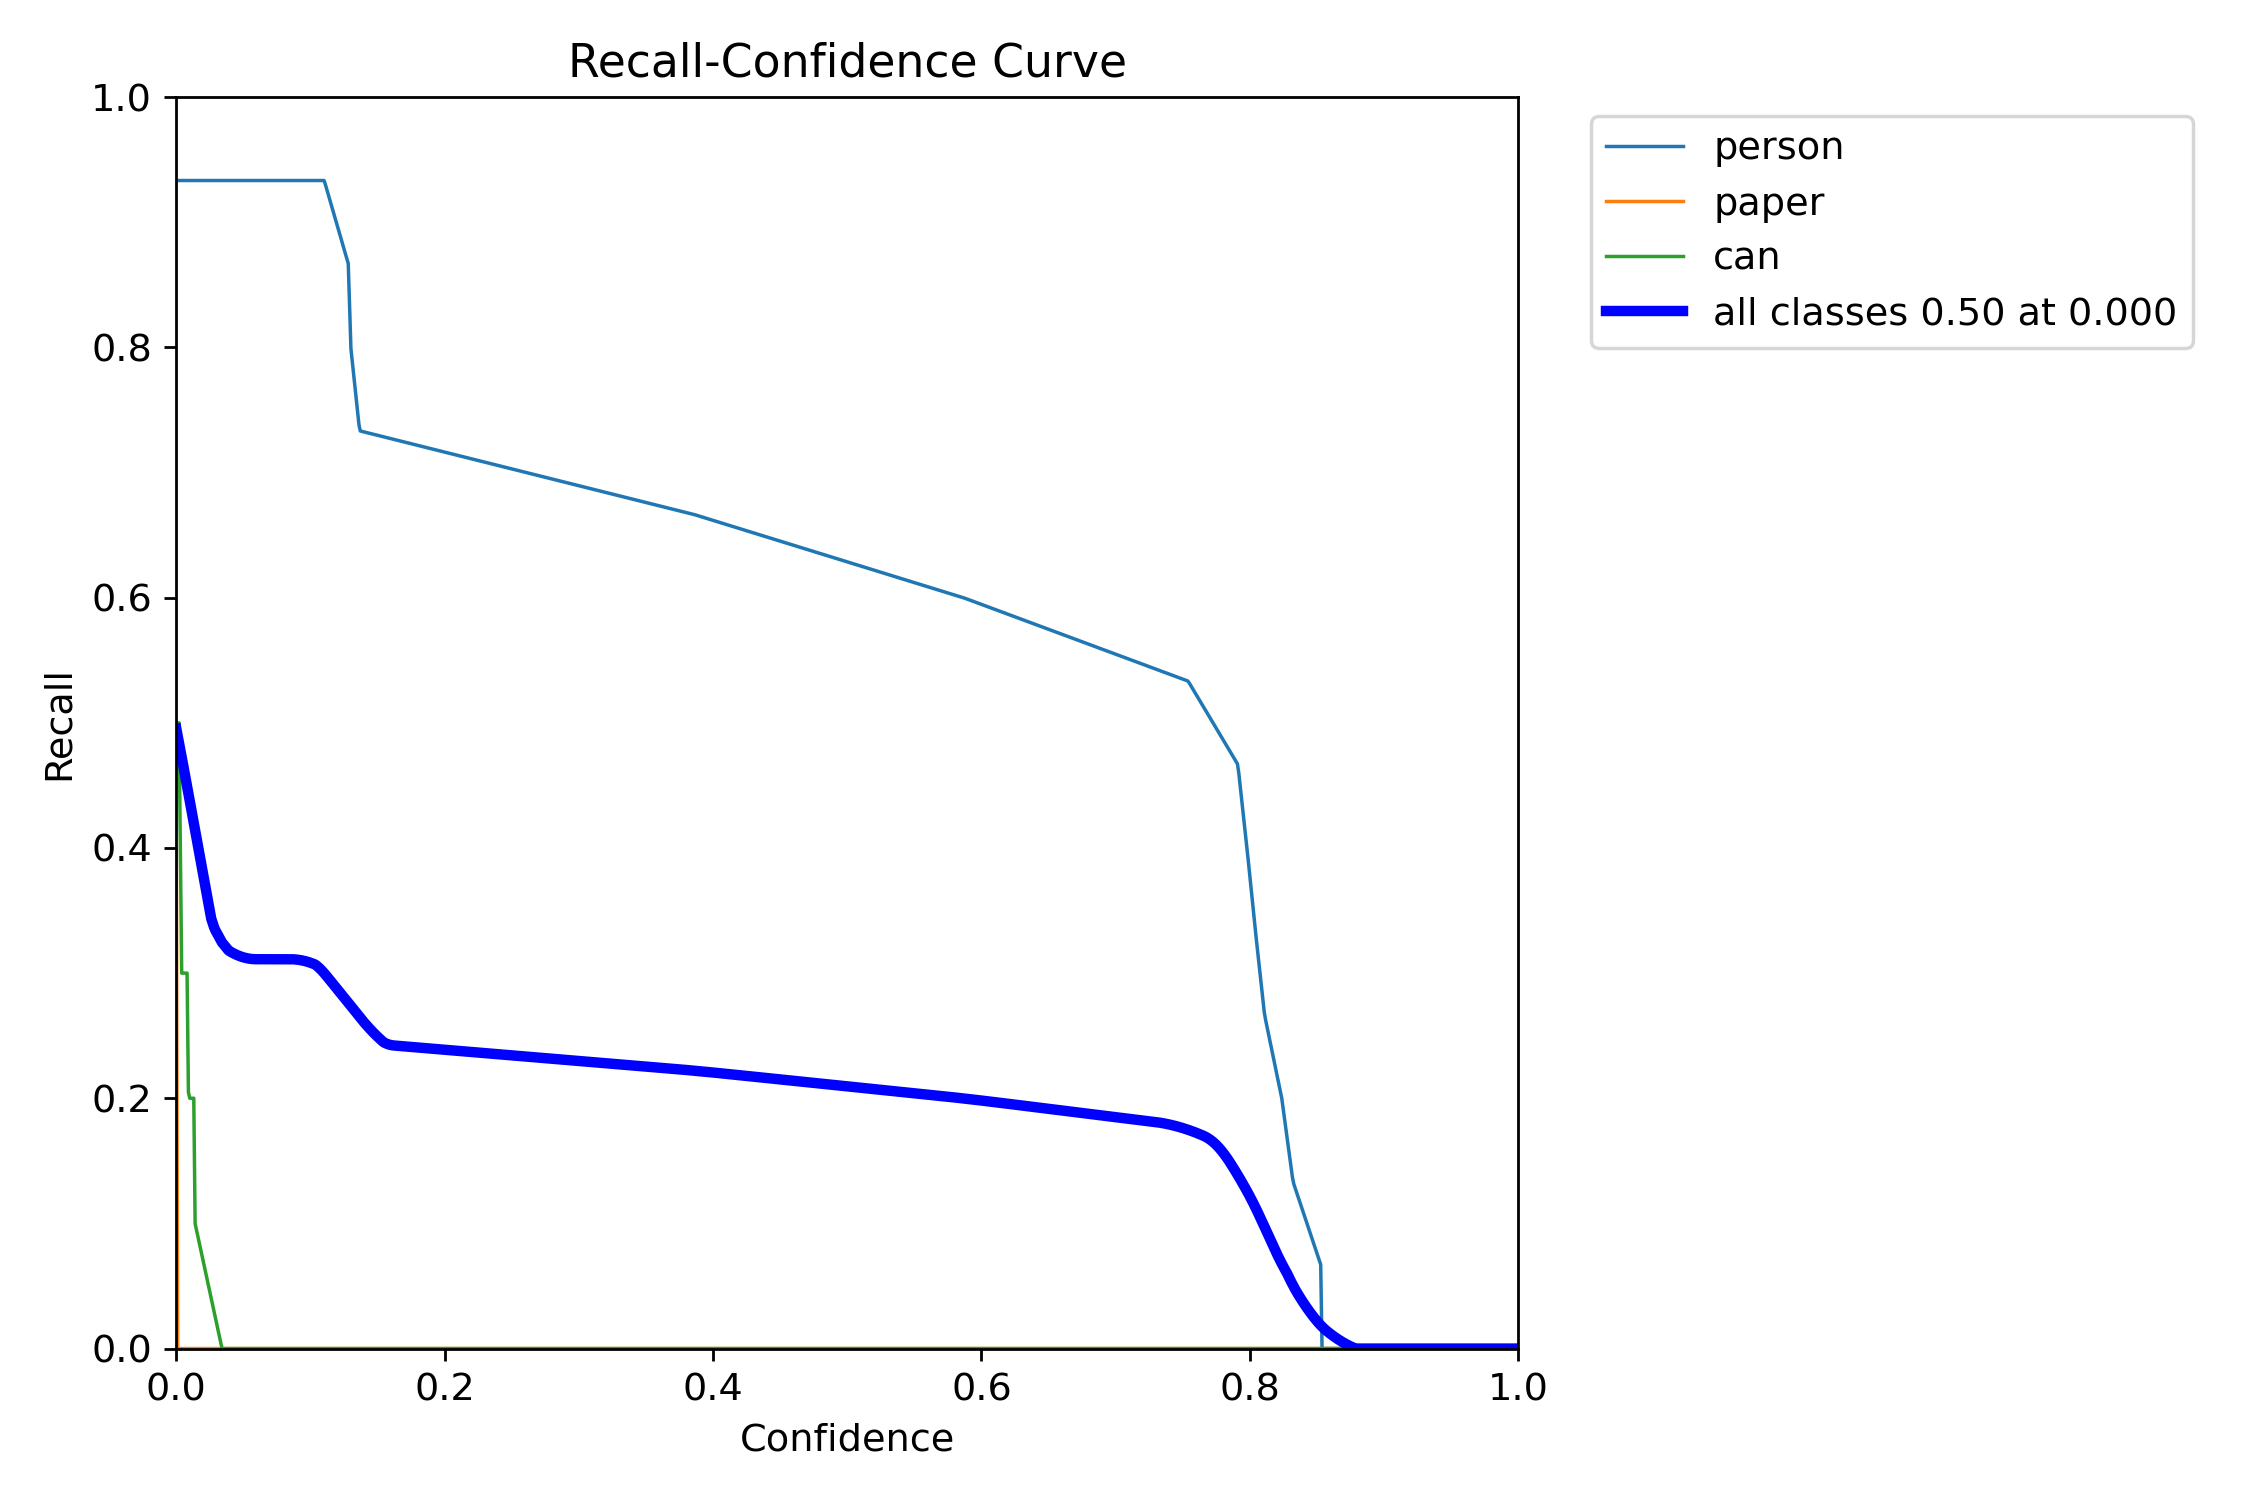 Recall-Confidence Curve
1.0
0.8
0.6
0.4
0.2
0.0
Recall
0.0 0.2 0.4 0.6 0.8 1.0
Confidence
person
paper
can
all classes 0.50 at 0.000